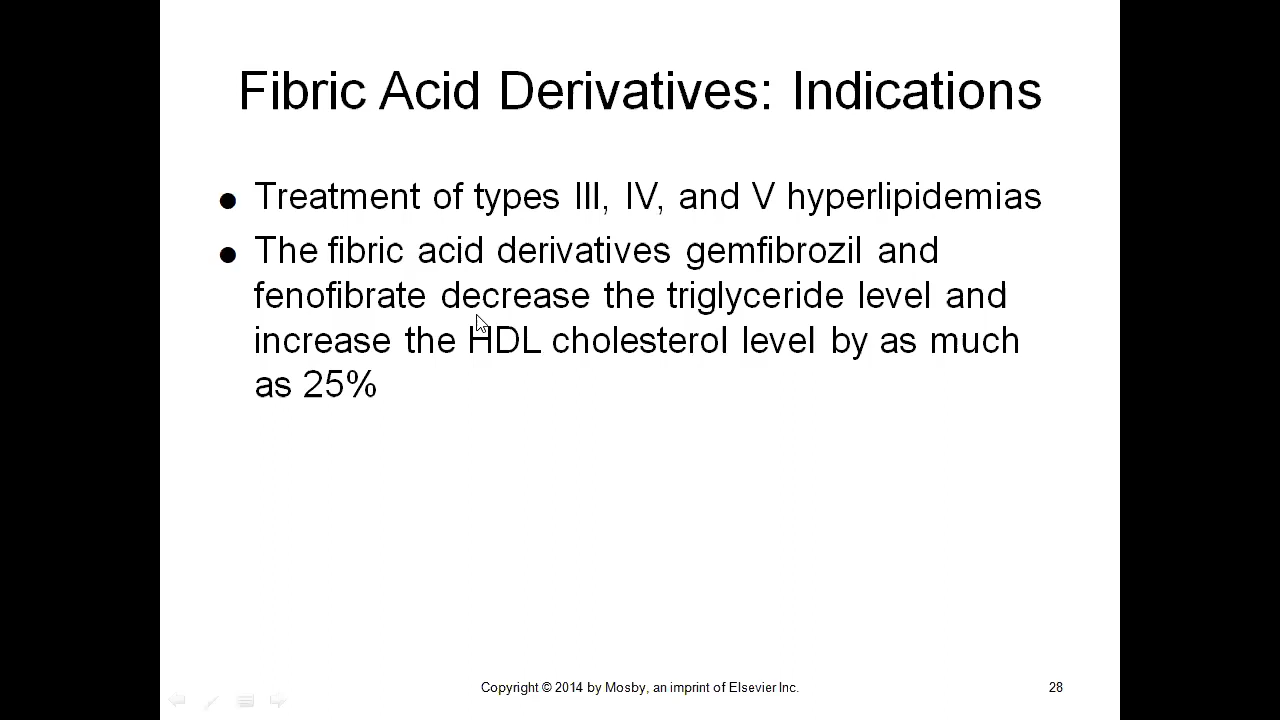 Fibric Acid Derivatives: Indications
● Treatment of types III, IV, and V hyperlipidemias
● The fibric acid derivatives gemfibrozil and
fenofibrate decrease the triglyceride level and
increase the HDL cholesterol level by as much
as 25%
Copyright © 2014 by Mosby, an imprint of Elsevier Inc.
28